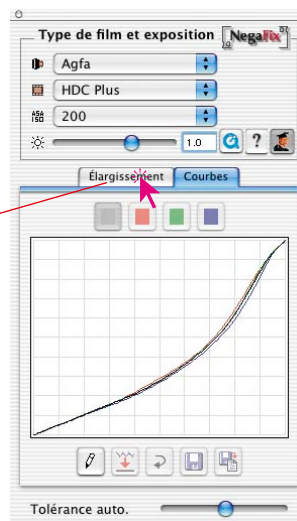 Type de film et exposition NegaFix
Agfa
HDC Plus
ASA
ISO
200
1.0 ?
Élargissement Courbes
Tolérance auto.